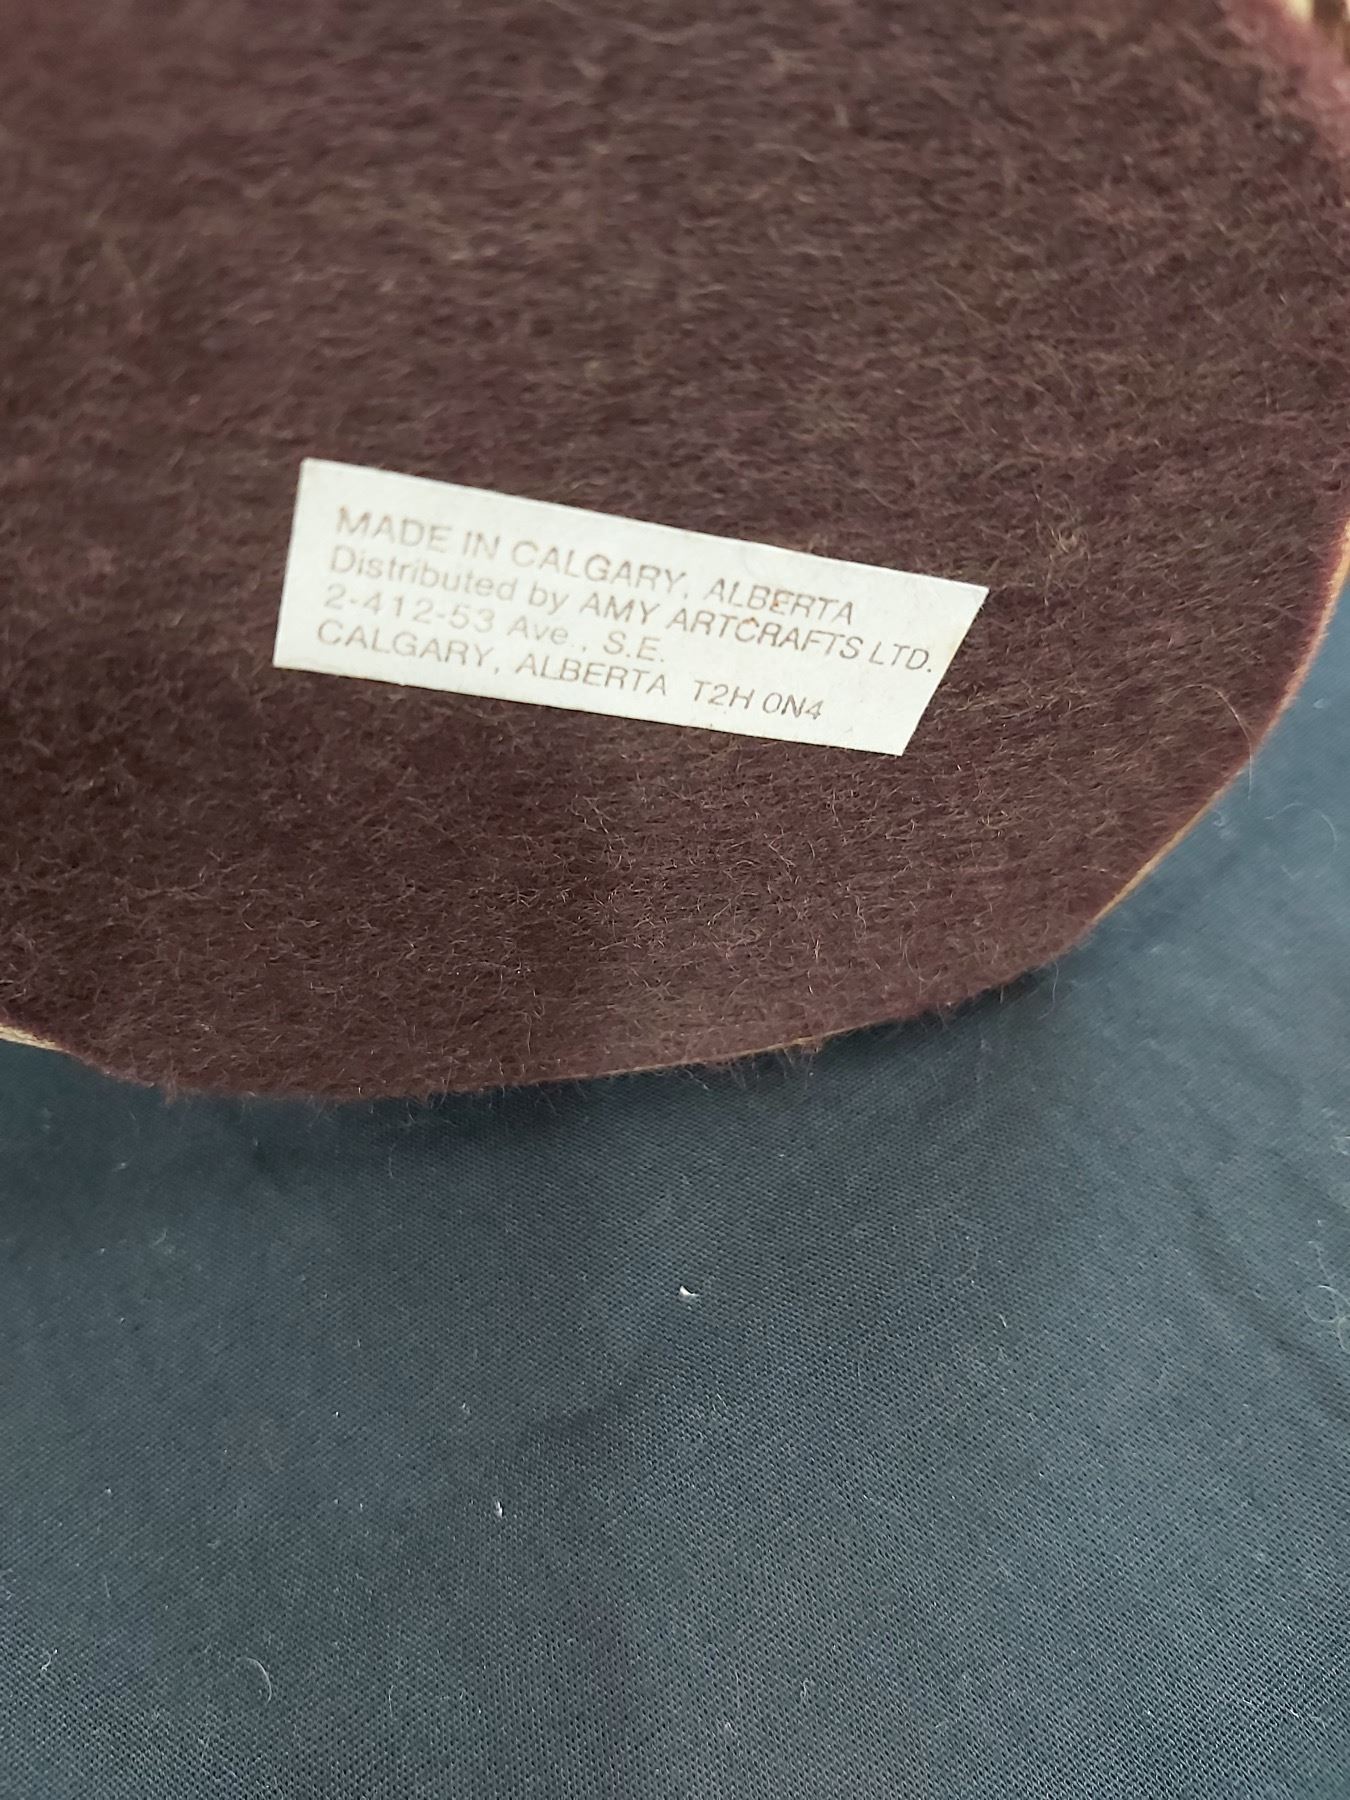 MADE IN CALGARY, ALBERTA
Distributed by AMY ARTCRAFTS LTD.
2-412-53 Ave., S.E.
CALGARY, ALBERTA T2H 0N4